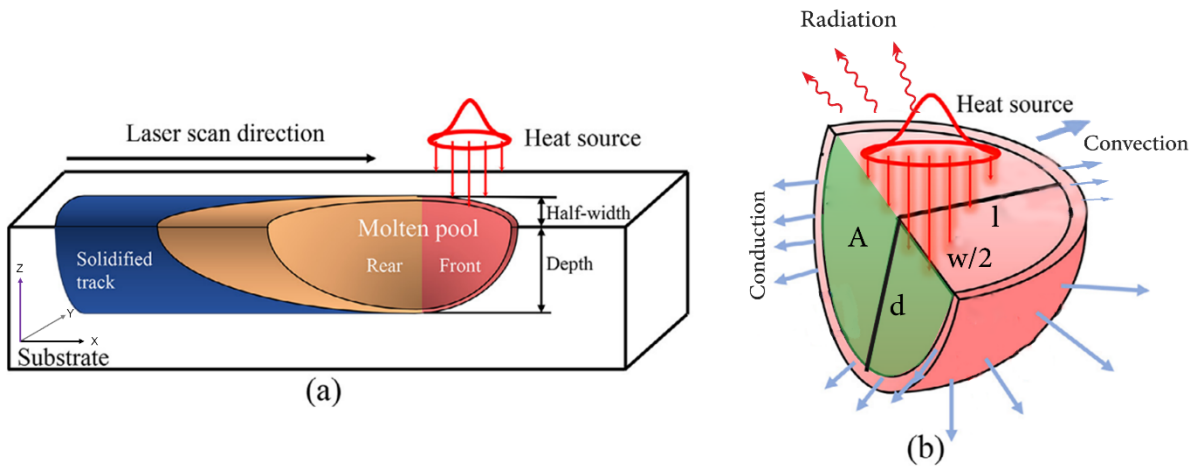 Laser scan direction
Heat source
Half-width
Molten pool
Rear
Front
Depth
Solidified
track
Z
Y
X
Substrate
(a)
Radiation
Heat source
Convection
Conduction
A
l
w/2
d
(b)